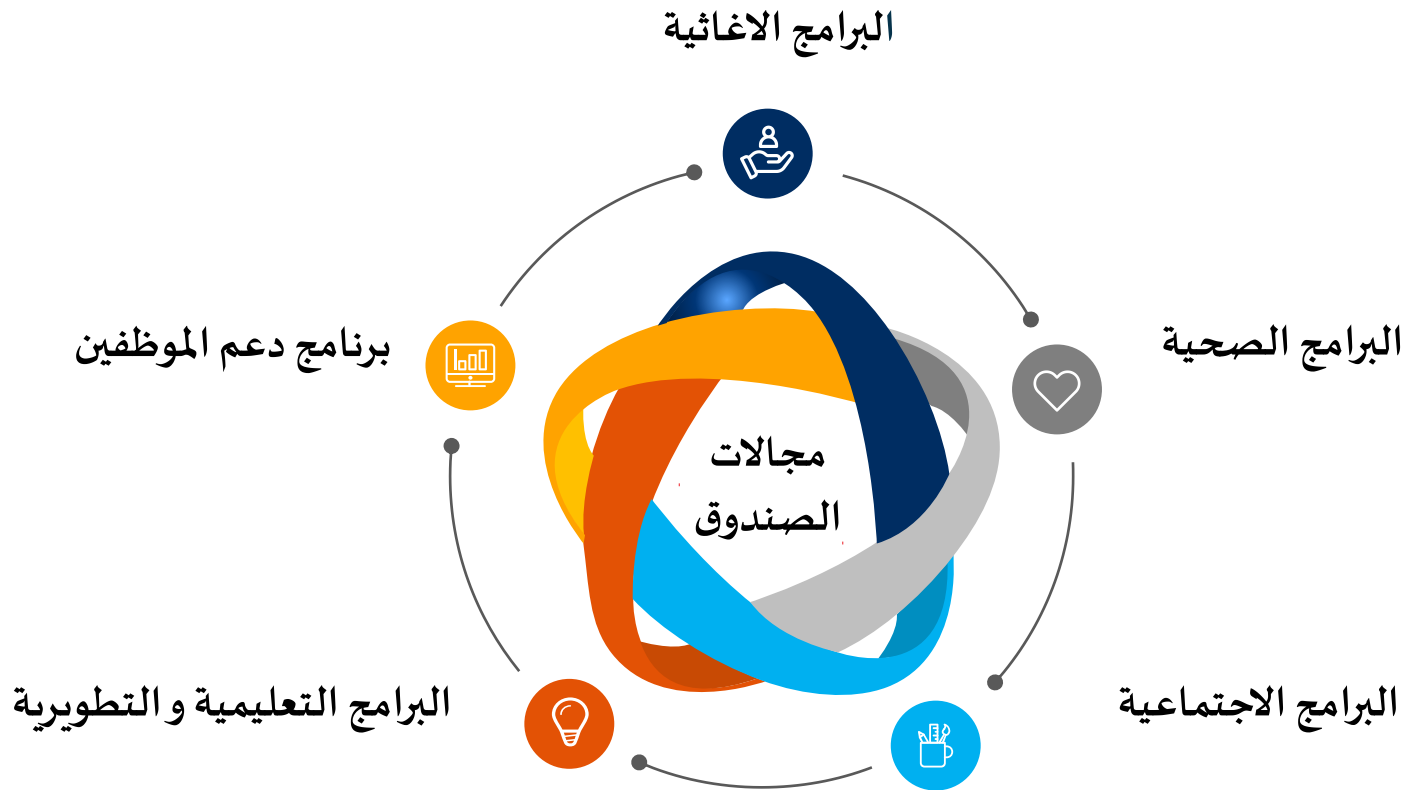 البرامج الاغاثية
البرامج الصحية
برنامج دعم الموظفين
مجالات
الصندوق
البرامج الاجتماعية
البرامج التعليمية و التطويرية